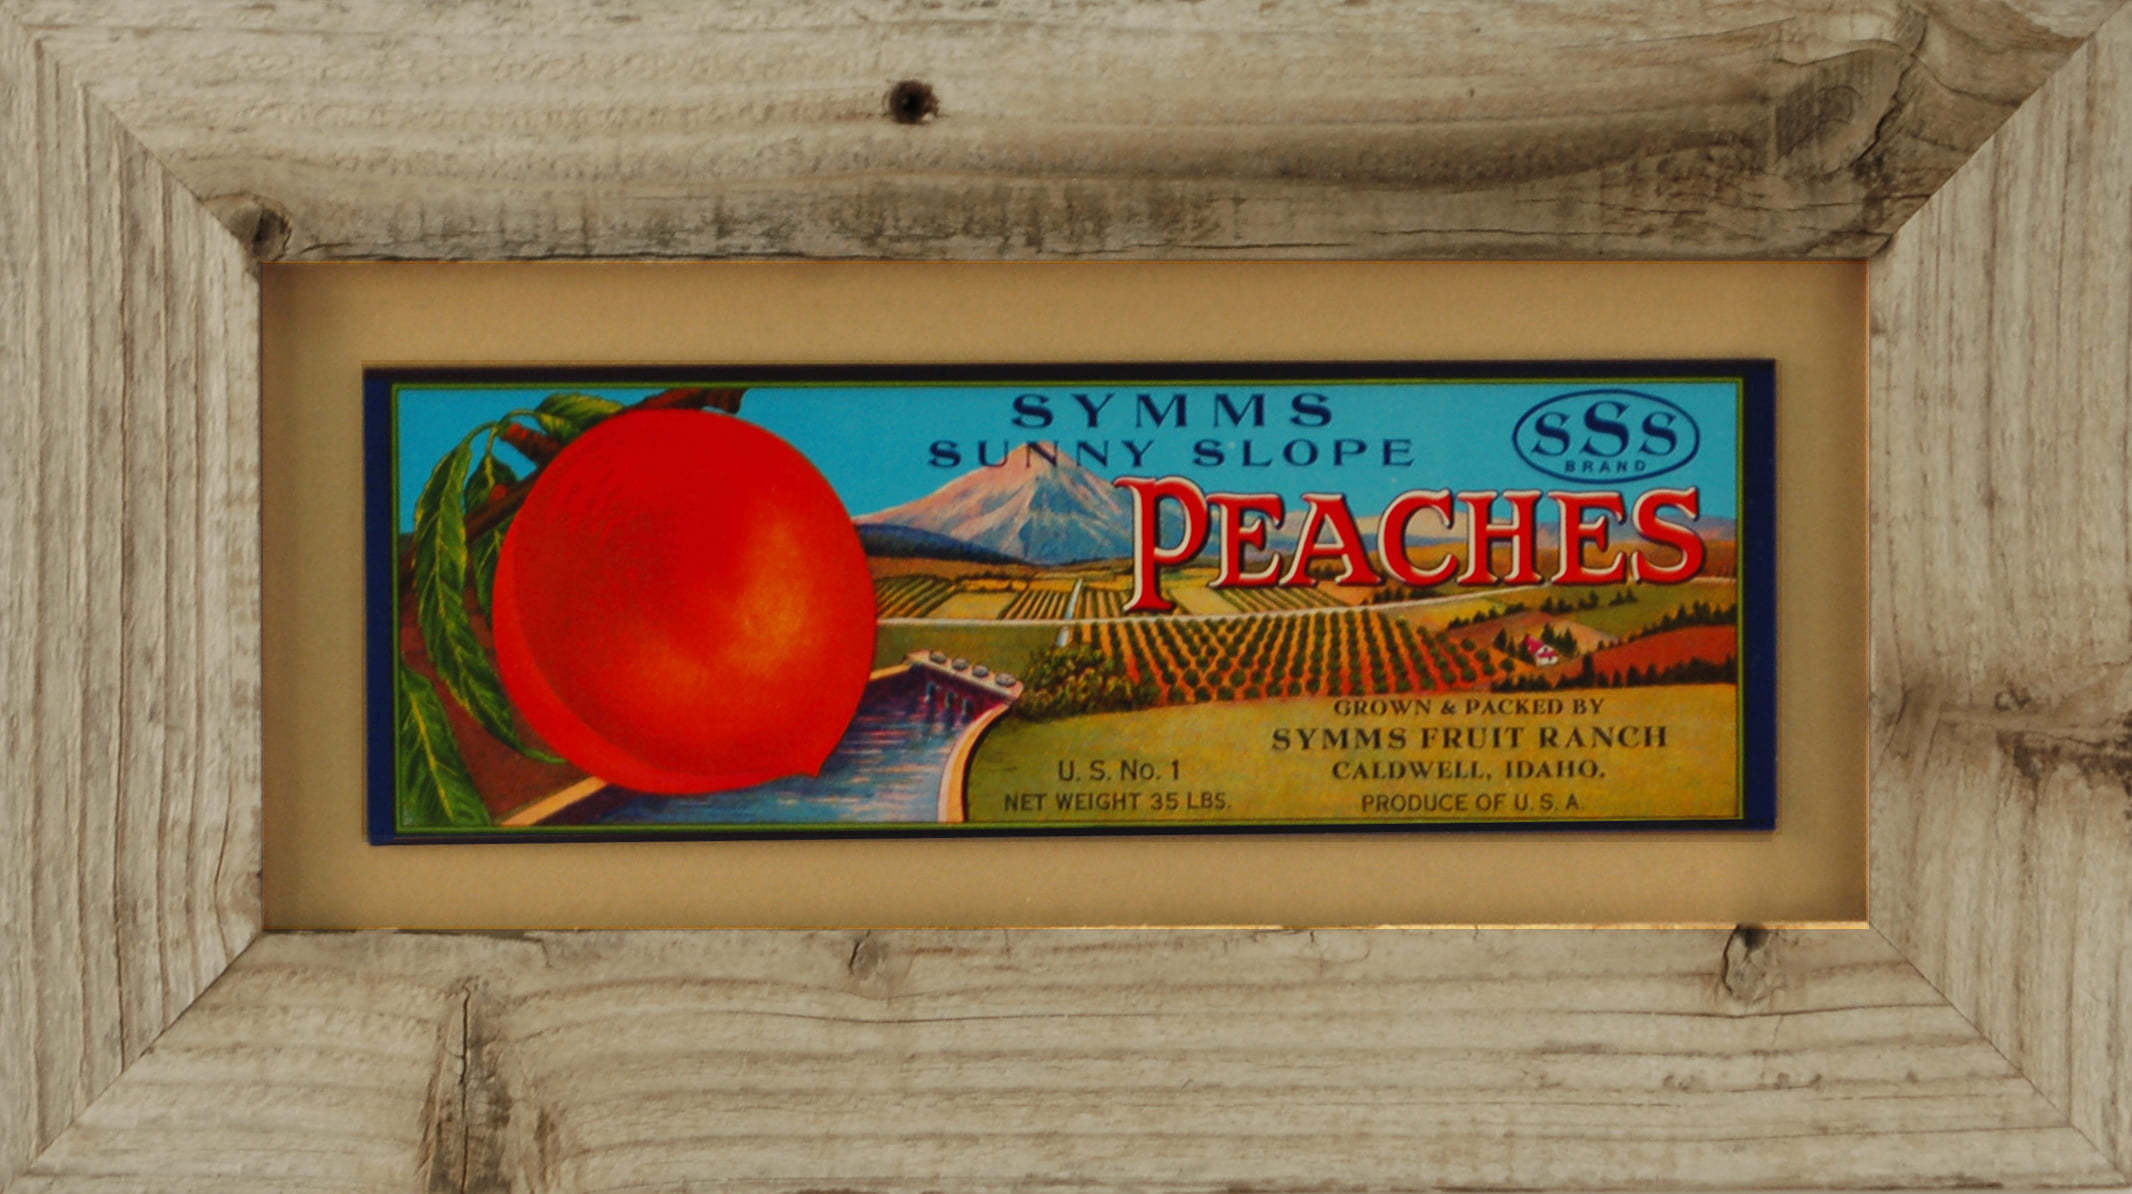 SYMMS
SUNNY SLOPE
SSS
BRAND
PEACHES
GROWN & PACKED BY
SYMMS FRUIT RANCH
CALDWELL, IDAHO.
PRODUCE OF U. S. A.
U. S. No. 1
NET WEIGHT 35 LBS.